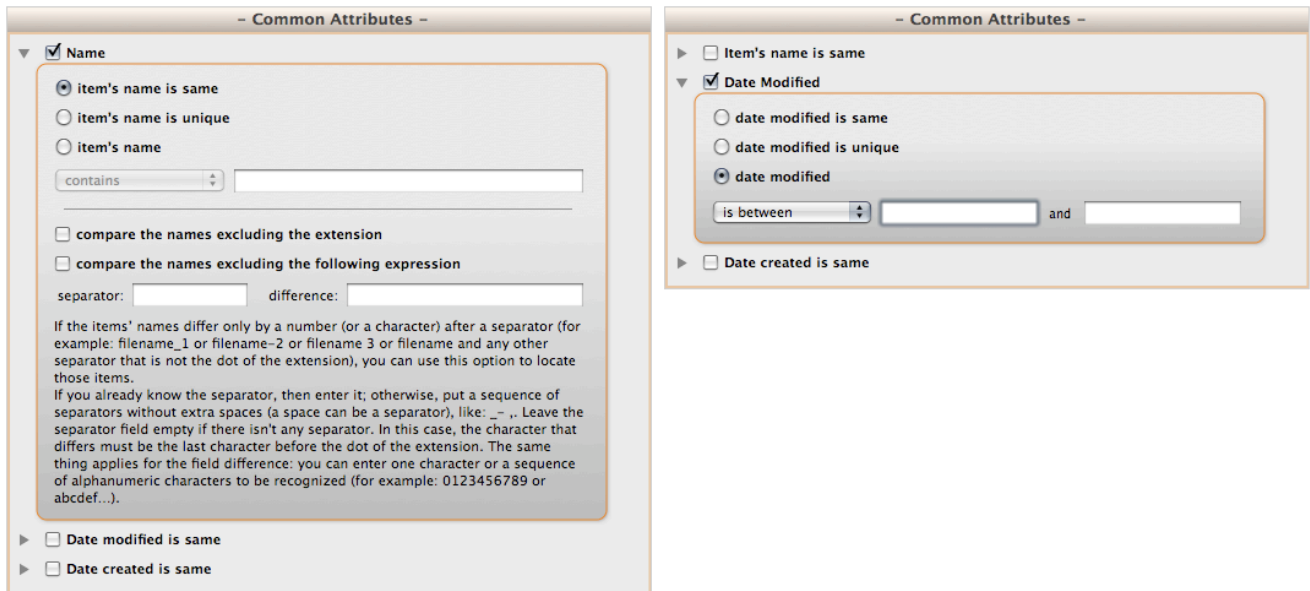 – Common Attributes –
Name
item's name is same
item's name is unique
item's name
contains
compare the names excluding the extension
compare the names excluding the following expression
separator: difference:
If the items' names differ only by a number (or a character) after a separator (for
example: filename_1 or filename–2 or filename 3 or filename and any other
separator that is not the dot of the extension), you can use this option to locate
those items.
If you already know the separator, then enter it; otherwise, put a sequence of
separators without extra spaces (a space can be a separator), like: _– ,. Leave the
separator field empty if there isn't any separator. In this case, the character that
differs must be the last character before the dot of the extension. The same
thing applies for the field difference: you can enter one character or a sequence
of alphanumeric characters to be recognized (for example: 0123456789 or
abcdef...).
Date modified is same
Date created is same
– Common Attributes –
Item's name is same
Date Modified
date modified is same
date modified is unique
date modified
is between and
Date created is same